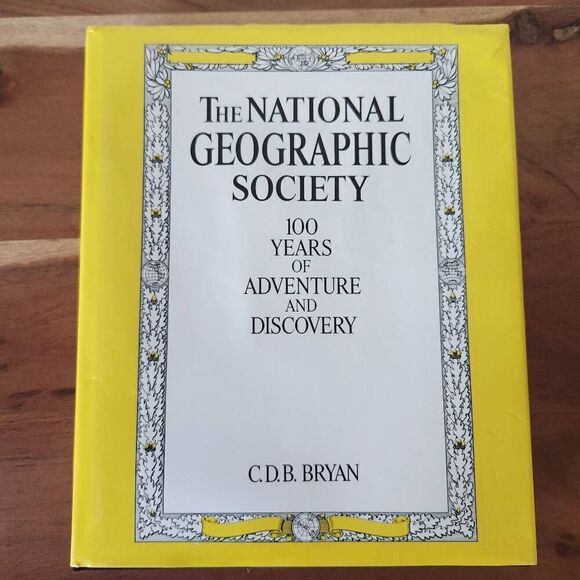 THE NATIONAL
GEOGRAPHIC
SOCIETY
100
YEARS
OF
ADVENTURE
AND
DISCOVERY
C.D.B. BRYAN